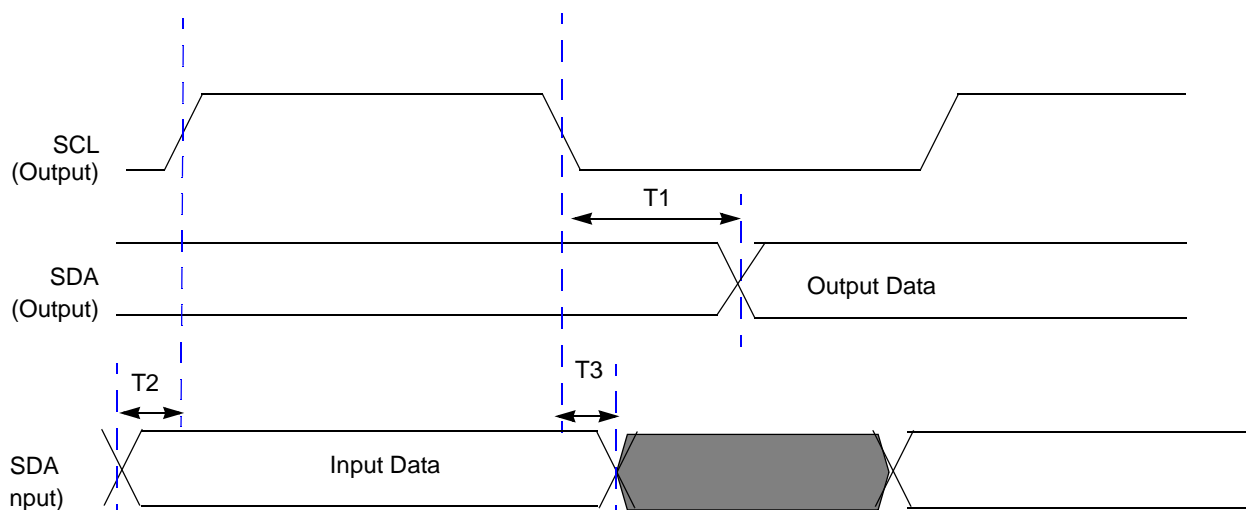 SCL
(Output)
T1
SDA
(Output)
Output Data
T2
T3
SDA
nput)
Input Data